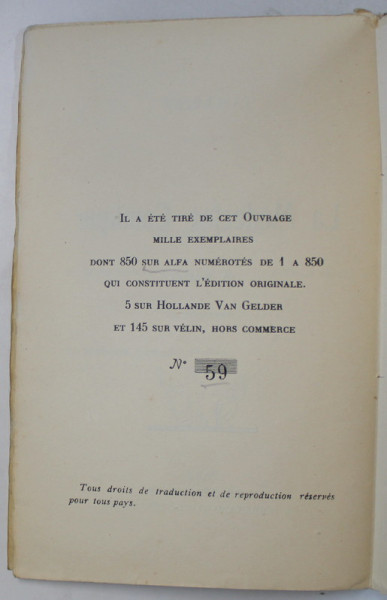 Il a été tiré de cet Ouvrage
mille exemplaires
dont 850 sur alfa numérotés de 1 a 850
qui constituent l'édition originale.
5 sur Hollande Van Gelder
et 145 sur vélin, hors commerce
N° 59
Tous droits de traduction et de reproduction réservés
pour tous pays.